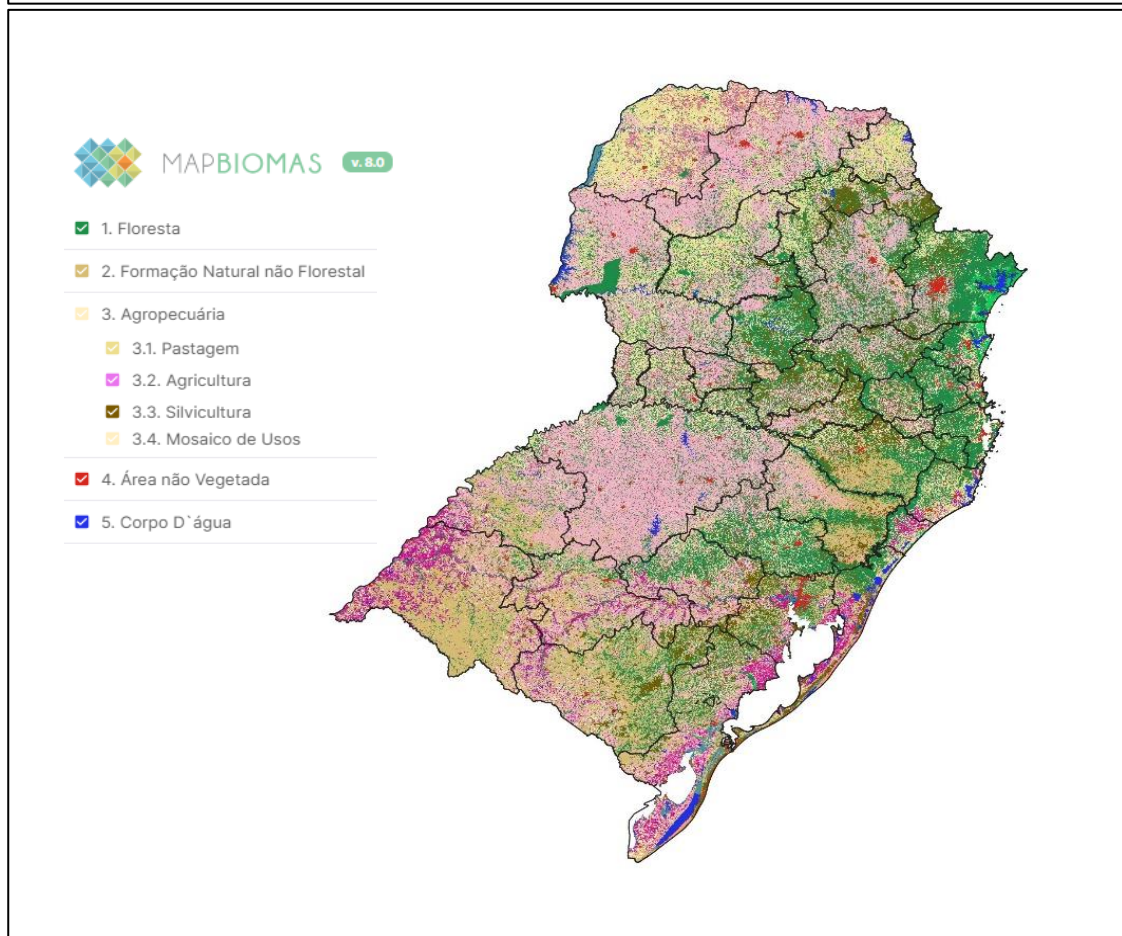 MAPBIOMAS v. 8.0
1. Floresta
2. Formação Natural não Florestal
3. Agropecuária
3.1. Pastagem
3.2. Agricultura
3.3. Silvicultura
3.4. Mosaico de Usos
4. Área não Vegetada
5. Corpo D`água